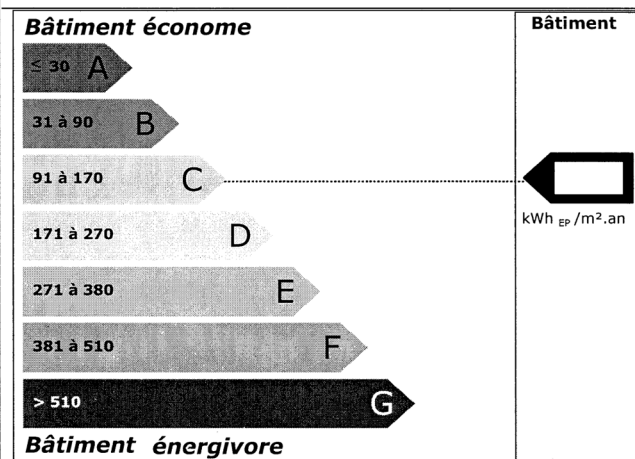 Bâtiment économe
Bâtiment
≤ 30 A
31 à 90 B
91 à 170 C
kWh EP /m².an
171 à 270 D
271 à 380 E
381 à 510 F
> 510 G
Bâtiment énergivore